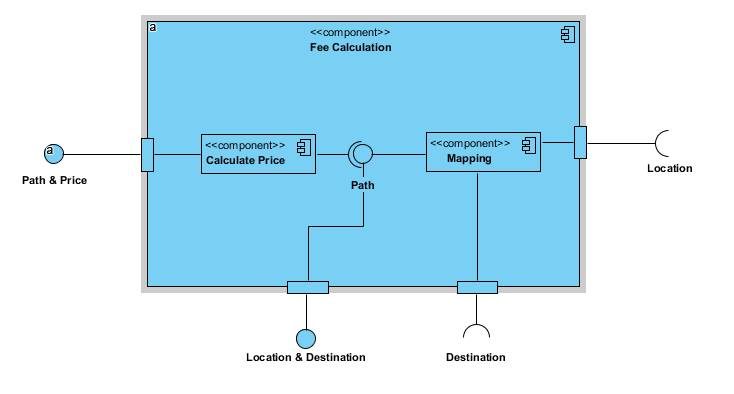 a
<<component>>
Fee Calculation
a
<<component>>
Calculate Price
<<component>>
Mapping
Path & Price
Path
Location
Location & Destination
Destination